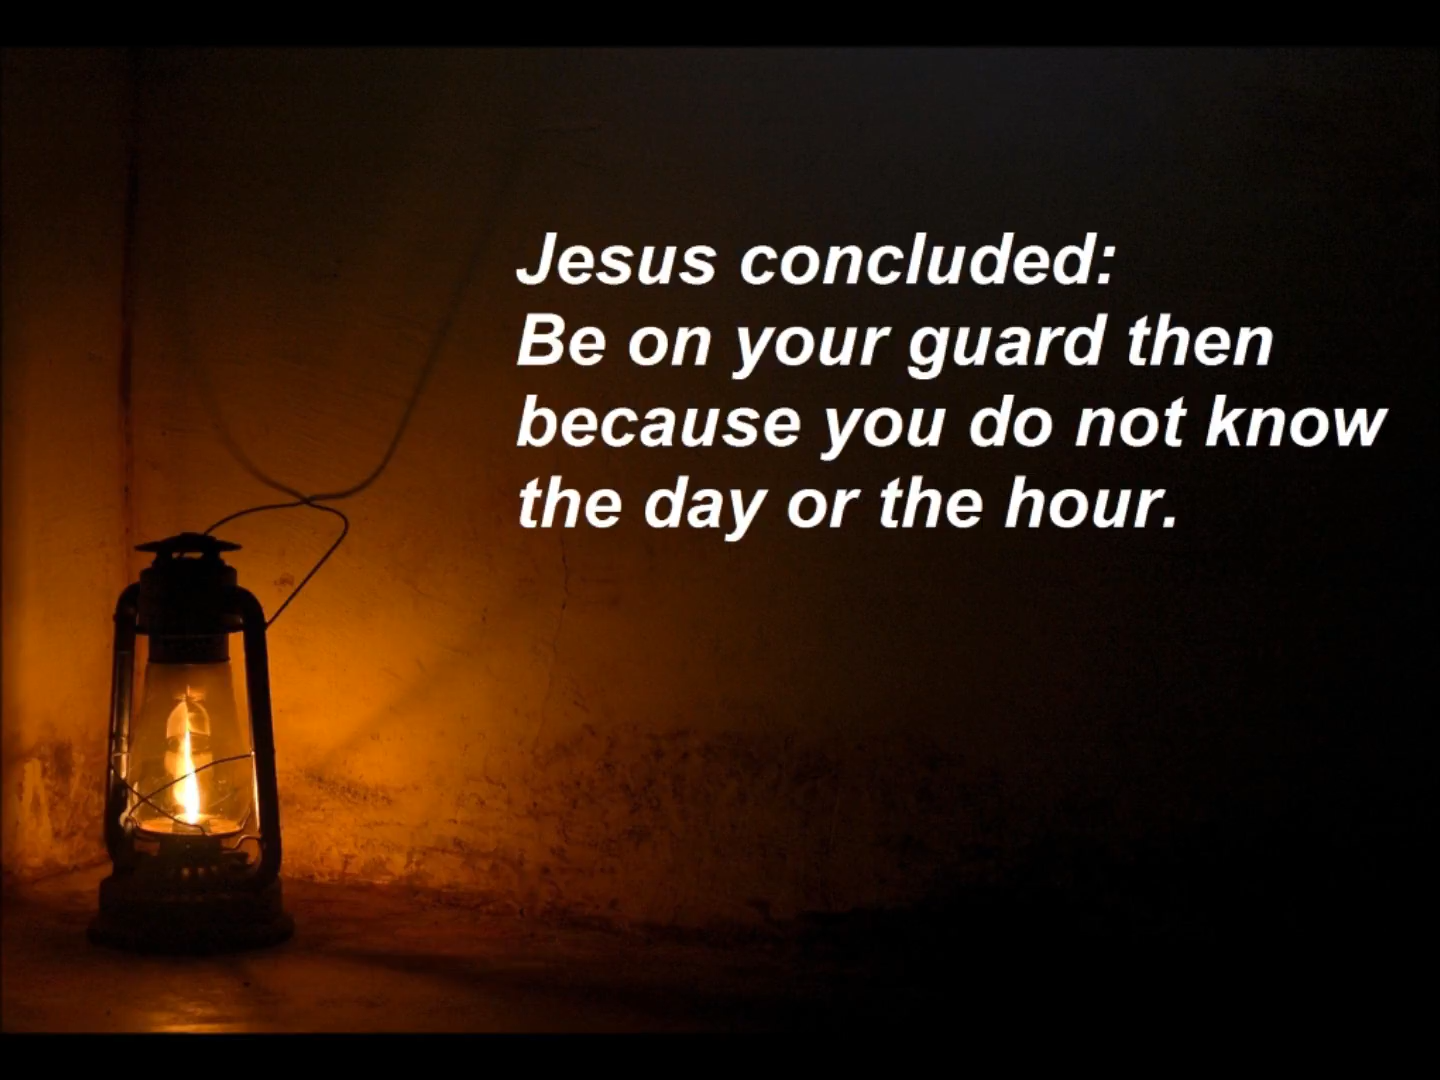 Jesus concluded:
Be on your guard then
because you do not know
the day or the hour.